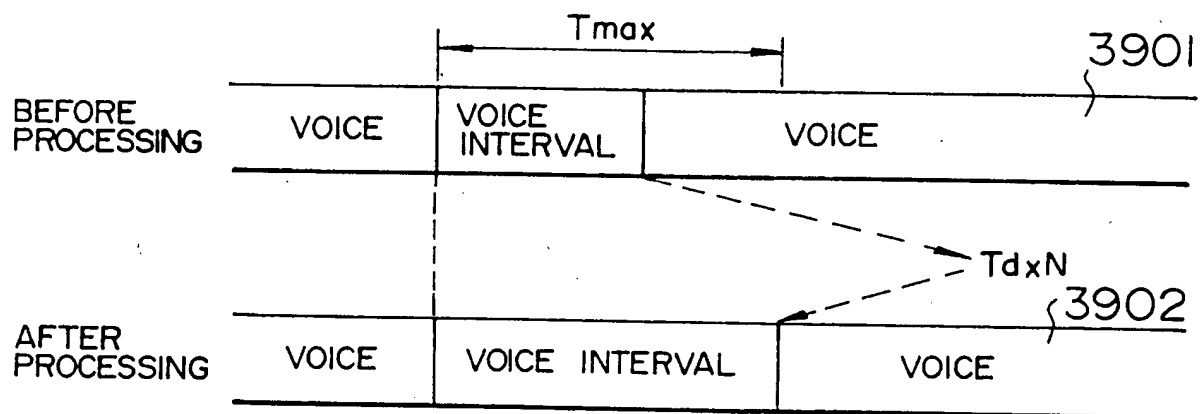 Tmax
3901
BEFORE
PROCESSING
VOICE
VOICE
INTERVAL
VOICE
TdxN
3902
AFTER
PROCESSING
VOICE
VOICE INTERVAL
VOICE